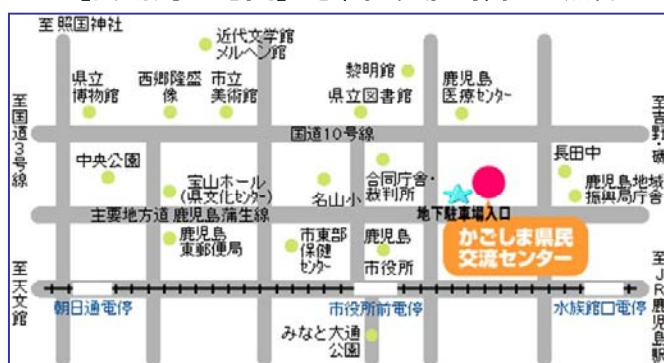 至 照国神社
近代文学館
メルヘン館
黎明館
県立
博物館
西郷隆盛
像
市立
美術館
県立図書館
鹿児島
医療センター
至国道3号線
至吉野・磯
国道10号線
中央公園
宝山ホール
(県文化センター)
名山小
合同庁舎・
裁判所
長田中
鹿児島地域
振興局庁舎
地下駐車場入口
主要地方道 鹿児島蒲生線
鹿児島
東郵便局
市東部
保健
センター
鹿児島
市役所
かごしま県民
交流センター
至天文館
至JR鹿児島駅
朝日通電停
市役所前電停
水族館口電停
みなと大通
公園